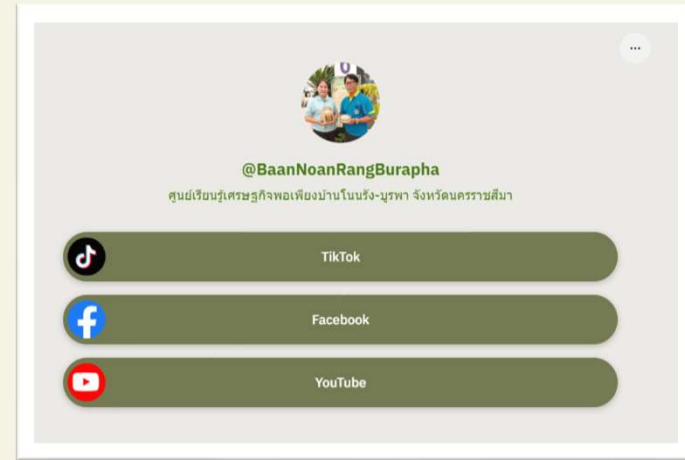 @BaanNoanRangBurapha
ศูนย์เรียนรู้เศรษฐกิจพอเพียงบ้านโนนรัง-บูรพา จังหวัดนครราชสีมา
TikTok
Facebook
YouTube